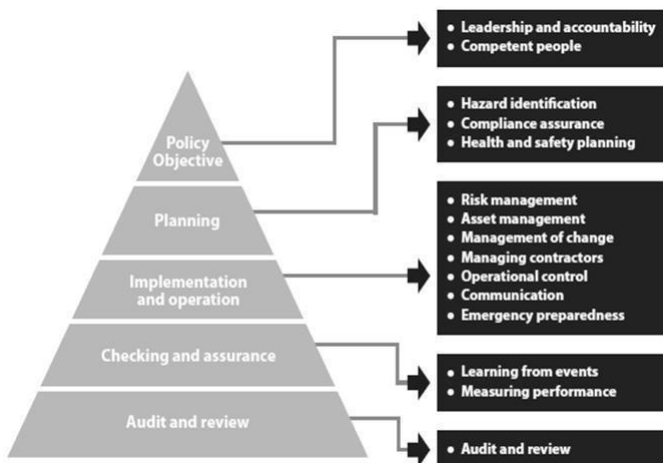 Leadership and accountability
Competent people
Policy
Objective
Hazard identification
Compliance assurance
Health and safety planning
Planning
Risk management
Asset management
Management of change
Managing contractors
Operational control
Communication
Emergency preparedness
Implementation
and operation
Checking and assurance
Learning from events
Measuring performance
Audit and review
Audit and review